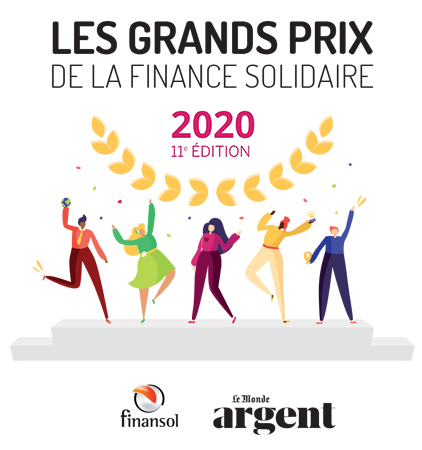 LES GRANDS PRIX
DE LA FINANCE SOLIDAIRE
2020
11e ÉDITION
finansol
Le Monde
argent